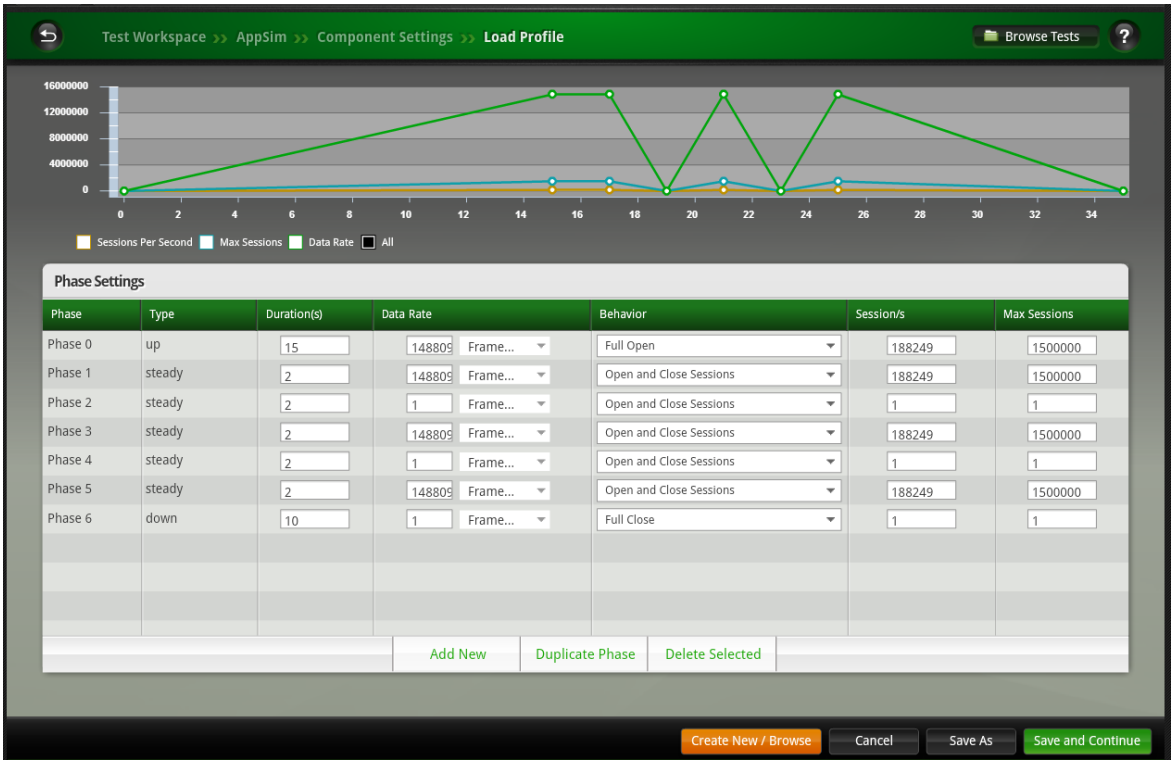 Test Workspace >> AppSim >> Component Settings >> Load Profile Browse Tests ?
16000000
12000000
8000000
4000000
0
0 2 4 6 8 10 12 14 16 18 20 22 24 26 28 30 32 34
Sessions Per Second Max Sessions Data Rate All
Phase Settings
Phase Type Duration(s) Data Rate Behavior Session/s Max Sessions
Phase 0 up 15 148809 Frame... Full Open 188249 1500000
Phase 1 steady 2 148809 Frame... Open and Close Sessions 188249 1500000
Phase 2 steady 2 1 Frame... Open and Close Sessions 1 1
Phase 3 steady 2 148809 Frame... Open and Close Sessions 188249 1500000
Phase 4 steady 2 1 Frame... Open and Close Sessions 1 1
Phase 5 steady 2 148809 Frame... Open and Close Sessions 188249 1500000
Phase 6 down 10 1 Frame... Full Close 1 1
Add New Duplicate Phase Delete Selected
Create New / Browse Cancel Save As Save and Continue